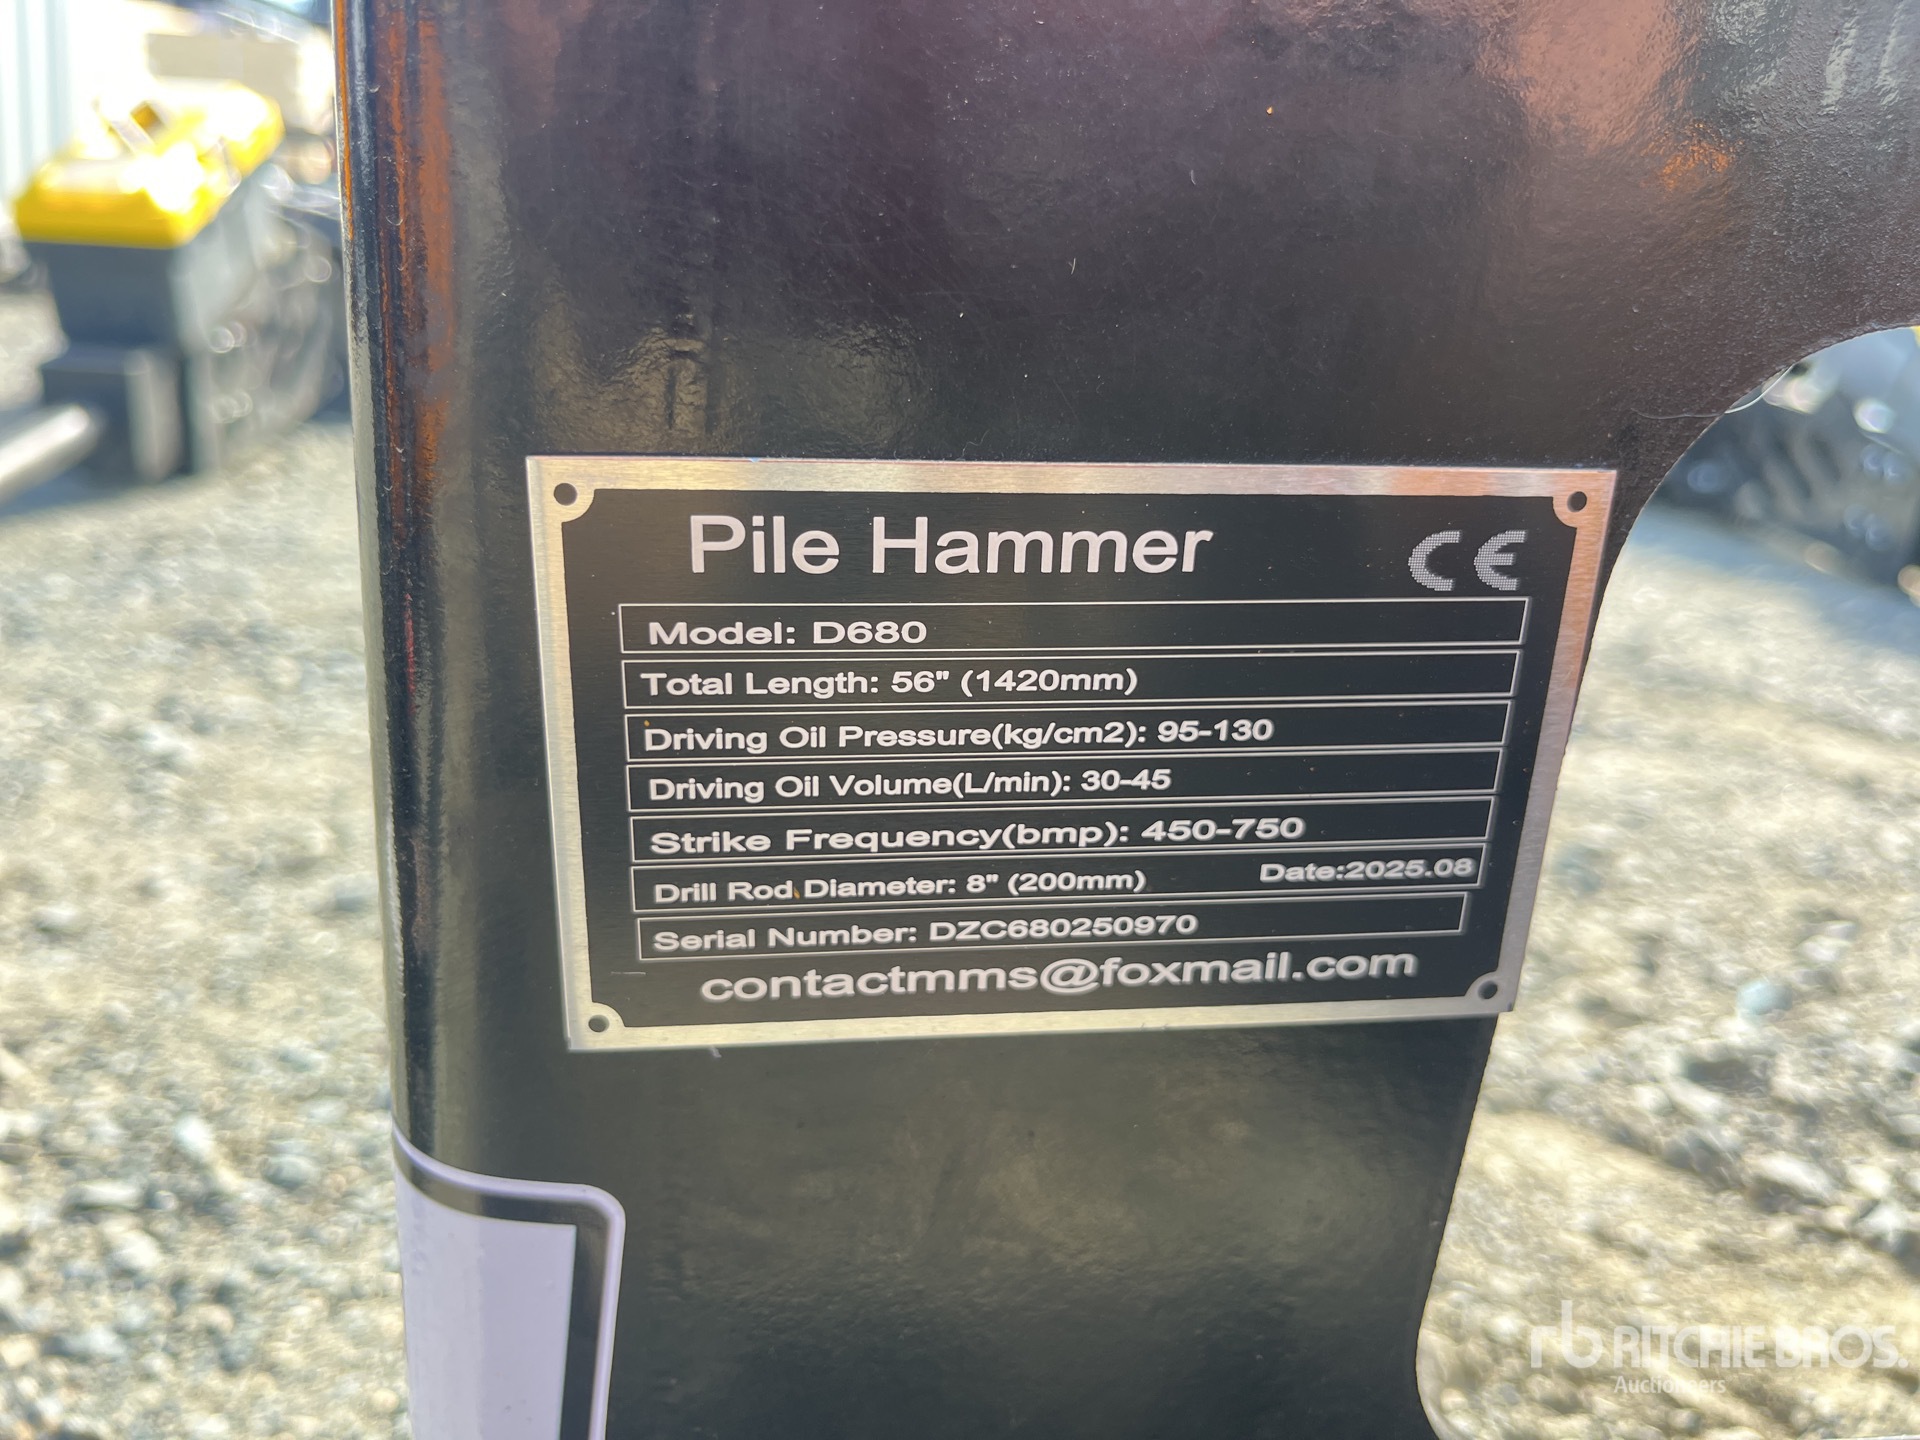 Pile Hammer CE
Model: D680
Total Length: 56" (1420mm)
Driving Oil Pressure(kg/cm2): 95-130
Driving Oil Volume(L/min): 30-45
Strike Frequency(bmp): 450-750
Drill Rod Diameter: 8" (200mm) Date:2025.08
Serial Number: DZC680250970
contactmms@foxmail.com
rb RITCHIE BROS.
Auctioneers